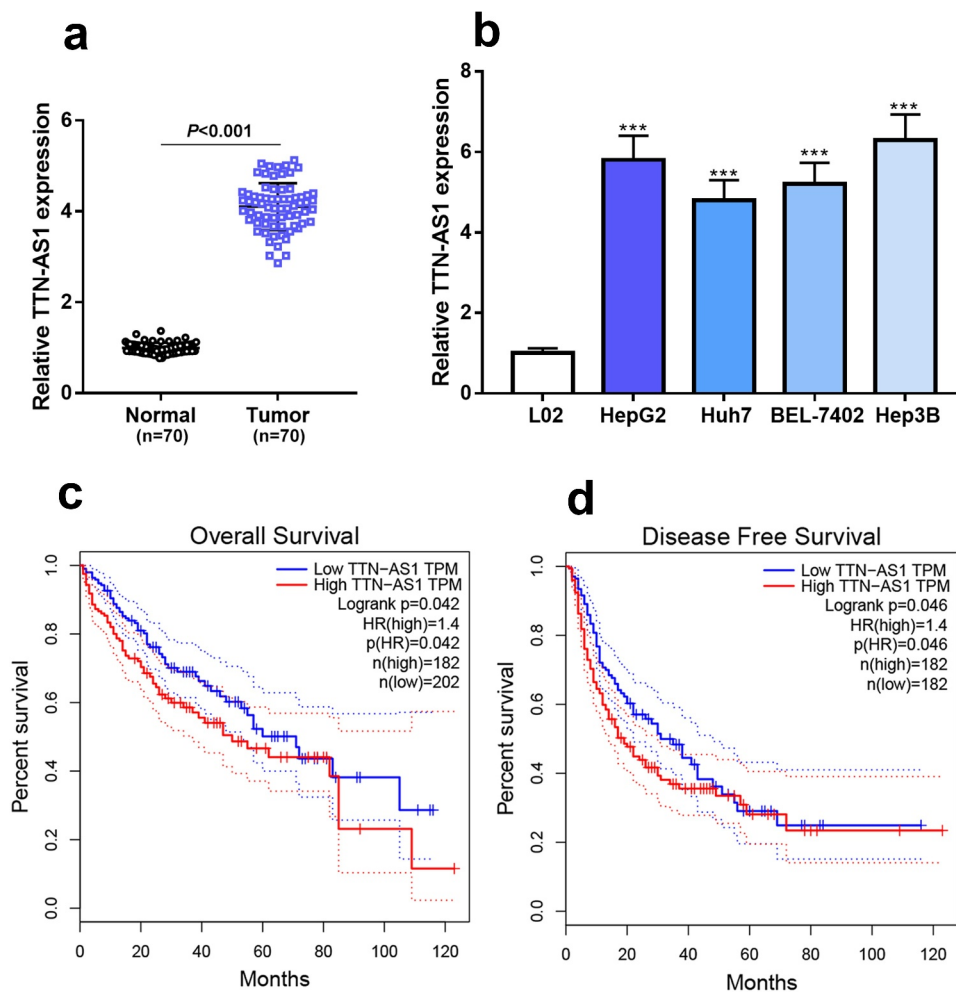 a
P<0.001
Relative TTN-AS1 expression
6
4
2
0
Normal
(n=70)
Tumor
(n=70)
b
Relative TTN-AS1 expression
8
6
4
2
0
***
***
***
***
L02
HepG2
Huh7
BEL-7402
Hep3B
c
Overall Survival
Low TTN−AS1 TPM
High TTN−AS1 TPM
Logrank p=0.042
HR(high)=1.4
p(HR)=0.042
n(high)=182
n(low)=202
Percent survival
1.0
0.8
0.6
0.4
0.2
0.0
0 20 40 60 80 100 120
Months
d
Disease Free Survival
Low TTN−AS1 TPM
High TTN−AS1 TPM
Logrank p=0.046
HR(high)=1.4
p(HR)=0.046
n(high)=182
n(low)=182
Percent survival
1.0
0.8
0.6
0.4
0.2
0.0
0 20 40 60 80 100 120
Months